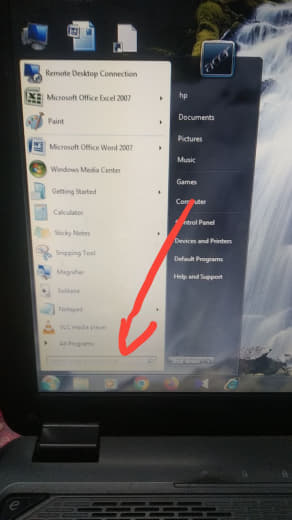 Remote Desktop Connection
Microsoft Office Excel 2007
Paint
Microsoft Office Word 2007
Windows Media Center
Getting Started
Calculator
Sticky Notes
Snipping Tool
Magnifier
Solitaire
Notepad
VLC media player
All Programs
hp
Documents
Pictures
Music
Games
Computer
Control Panel
Devices and Printers
Default Programs
Help and Support